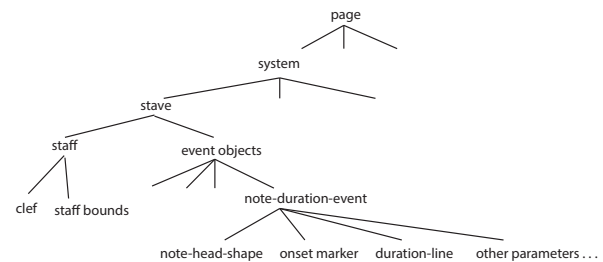 page
system
stave
staff
event objects
clef
staff bounds
note-duration-event
note-head-shape
onset marker
duration-line
other parameters . . .